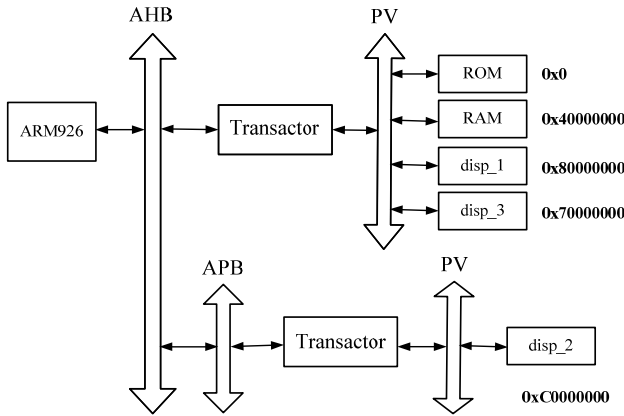 AHB
PV
ROM 0x0
ARM926
Transactor
RAM 0x40000000
disp_1 0x80000000
disp_3 0x70000000
APB
PV
Transactor
disp_2
0xC0000000